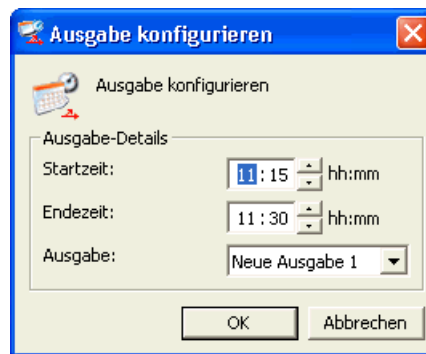 Ausgabe konfigurieren
Ausgabe konfigurieren
Ausgabe-Details
Startzeit: 11:15 hh:mm
Endezeit: 11:30 hh:mm
Ausgabe: Neue Ausgabe 1
OK Abbrechen